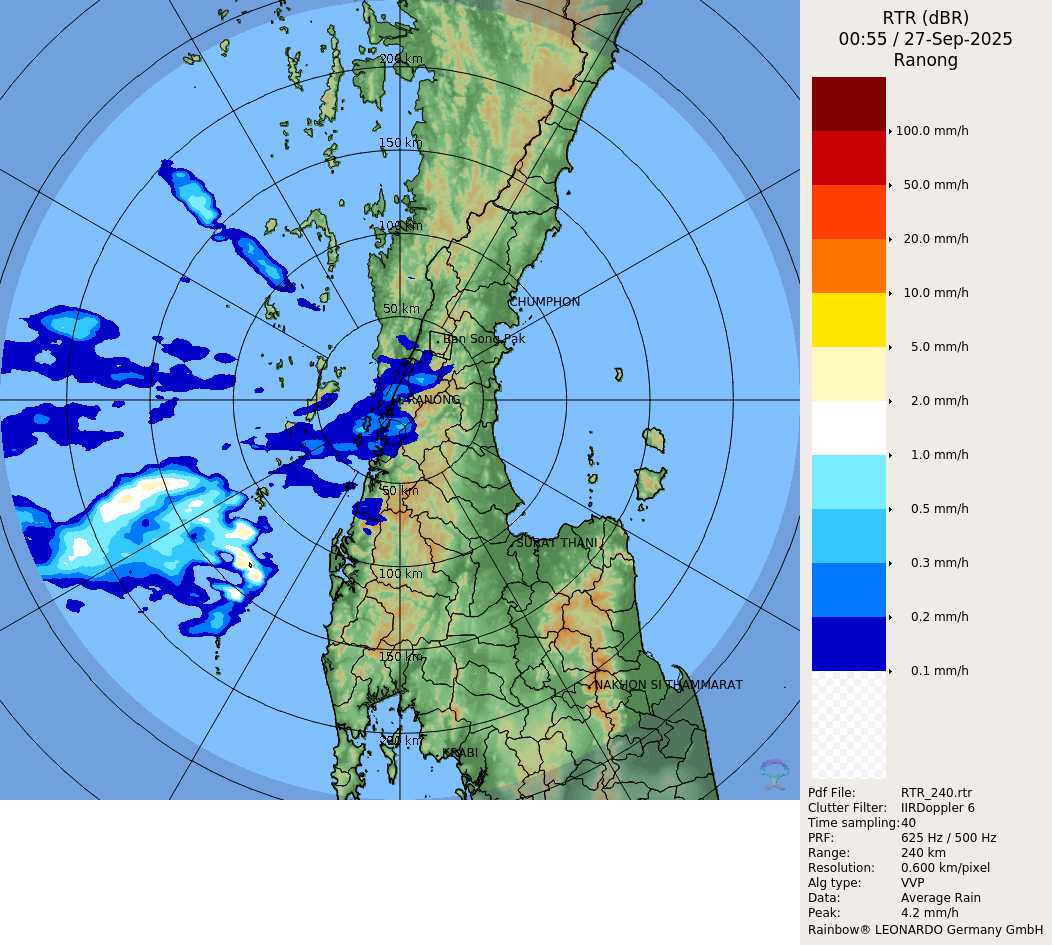 RTR (dBR)
00:55 / 27-Sep-2025
Ranong
200 km
150 km
100 km
50 km
CHUMPHON
Ban Song Pak
RANONG
50 km
SURAT THANI
100 km
150 km
NAKHON SI THAMMARAT
200 km
KRABI
100.0 mm/h
50.0 mm/h
20.0 mm/h
10.0 mm/h
5.0 mm/h
2.0 mm/h
1.0 mm/h
0.5 mm/h
0.3 mm/h
0.2 mm/h
0.1 mm/h
Pdf File: RTR_240.rtr
Clutter Filter: IIRDoppler 6
Time sampling:40
PRF: 625 Hz / 500 Hz
Range: 240 km
Resolution: 0.600 km/pixel
Alg type: VVP
Data: Average Rain
Peak: 4.2 mm/h
Rainbow® LEONARDO Germany GmbH